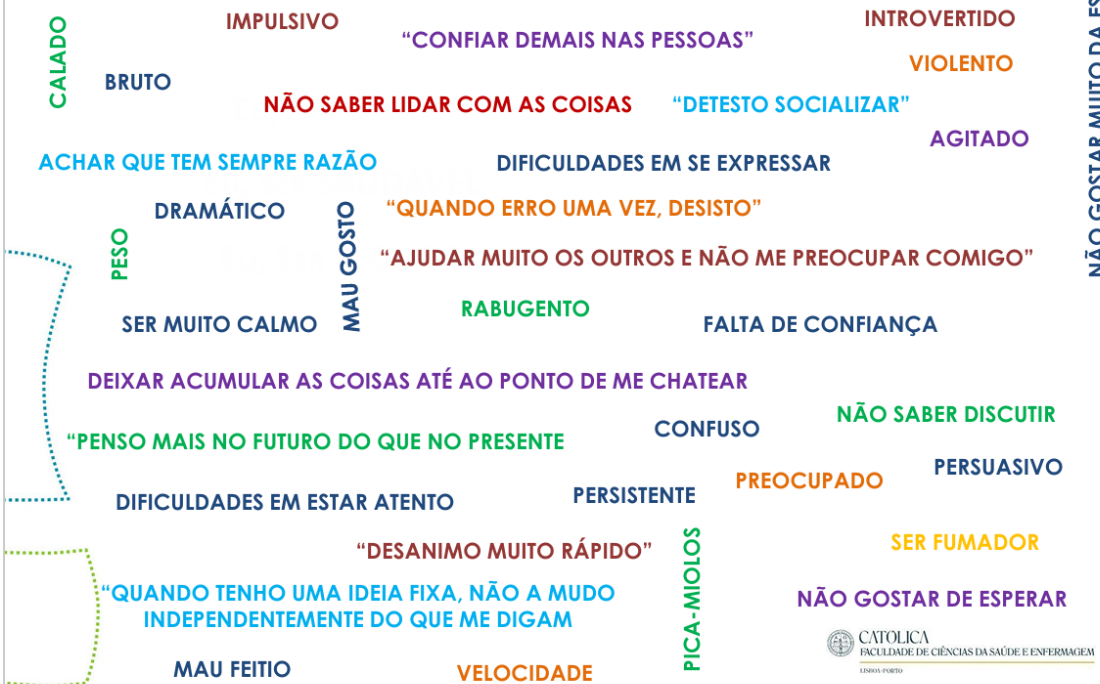 IMPULSIVO
INTROVERTIDO
CALADO
“CONFIAR DEMAIS NAS PESSOAS”
VIOLENTO
BRUTO
NÃO SABER LIDAR COM AS COISAS
“DETESTO SOCIALIZAR”
NÃO GOSTAR MUITO DA
AGITADO
ACHAR QUE TEM SEMPRE RAZÃO
DIFICULDADES EM SE EXPRESSAR
DRAMÁTICO
“QUANDO ERRO UMA VEZ, DESISTO”
PESO
MAU GOSTO
“AJUDAR MUITO OS OUTROS E NÃO ME PREOCUPAR COMIGO”
RABUGENTO
SER MUITO CALMO
FALTA DE CONFIANÇA
DEIXAR ACUMULAR AS COISAS ATÉ AO PONTO DE ME CHATEAR
NÃO SABER DISCUTIR
CONFUSO
“PENSO MAIS NO FUTURO DO QUE NO PRESENTE
PERSUASIVO
PREOCUPADO
DIFICULDADES EM ESTAR ATENTO
PERSISTENTE
“DESANIMO MUITO RÁPIDO”
SER FUMADOR
PICA-MIOLOS
“QUANDO TENHO UMA IDEIA FIXA, NÃO A MUDO
INDEPENDENTEMENTE DO QUE ME DIGAM
NÃO GOSTAR DE ESPERAR
MAU FEITIO
VELOCIDADE
CATOLICA
FACULDADE DE CIÊNCIAS DA SAÚDE E ENFERMAGEM
LISBOA·PORTO